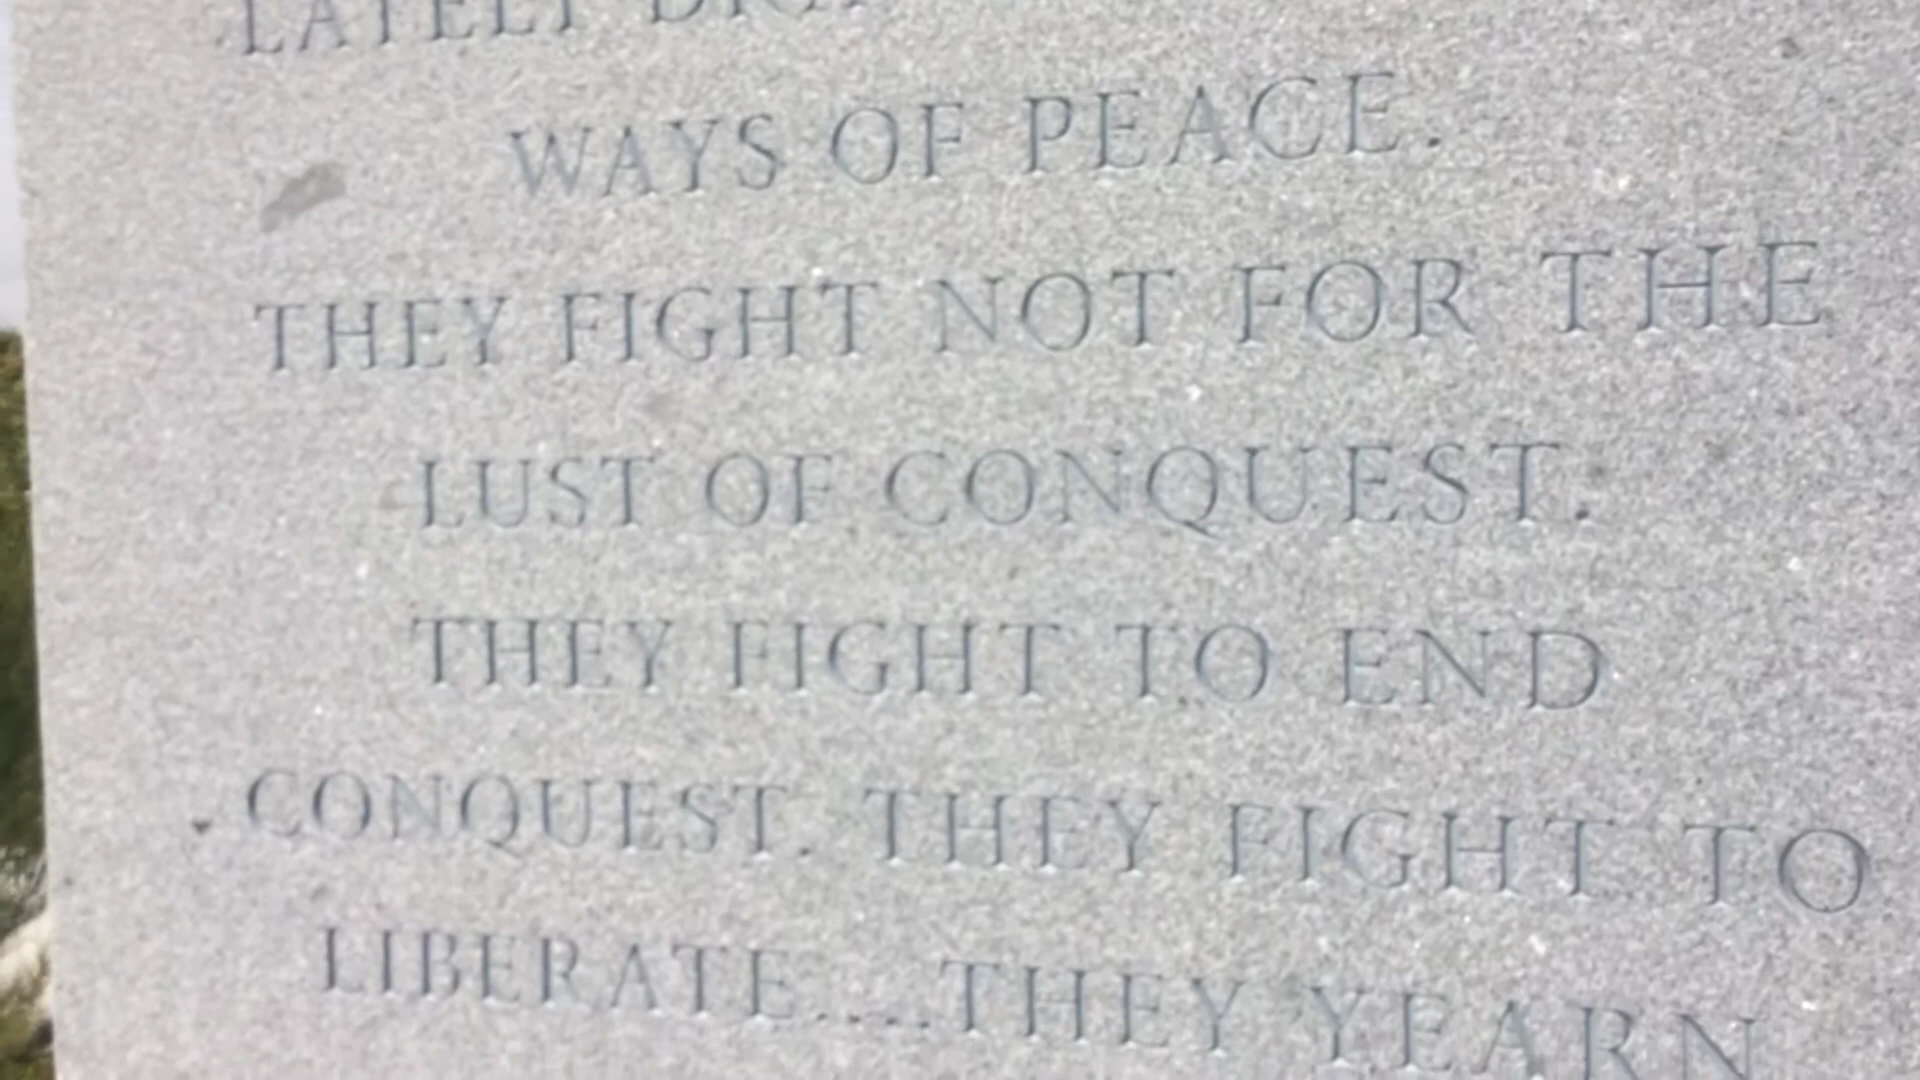 LATELY
WAYS OF PEACE.
THEY FIGHT NOT FOR THE
LUST OF CONQUEST.
THEY FIGHT TO END
CONQUEST. THEY FIGHT TO
LIBERATE....THEY YEARN